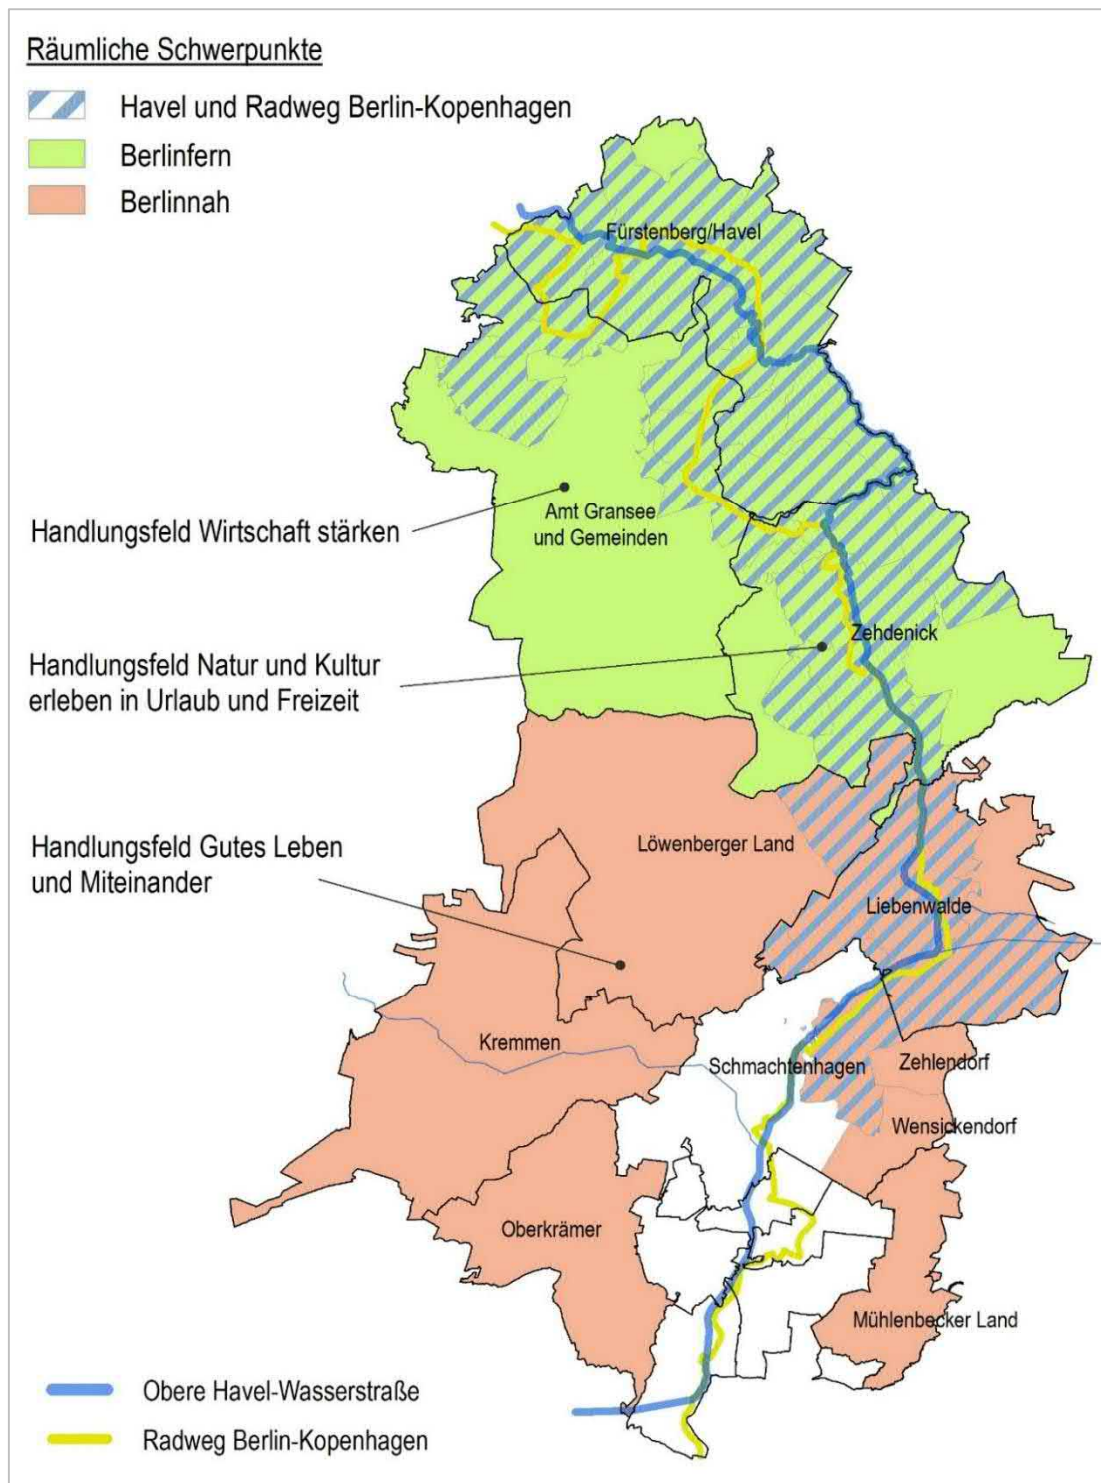 Räumliche Schwerpunkte
Havel und Radweg Berlin-Kopenhagen
Berlinfern
Berlinnah
Fürstenberg/Havel
Handlungsfeld Wirtschaft stärken
Amt Gransee
und Gemeinden
Zehdenick
Handlungsfeld Natur und Kultur
erleben in Urlaub und Freizeit
Löwenberger Land
Handlungsfeld Gutes Leben
und Miteinander
Liebenwalde
Kremmen
Schmachtenhagen
Zehlendorf
Wensickendorf
Oberkrämer
Mühlenbecker Land
Obere Havel-Wasserstraße
Radweg Berlin-Kopenhagen